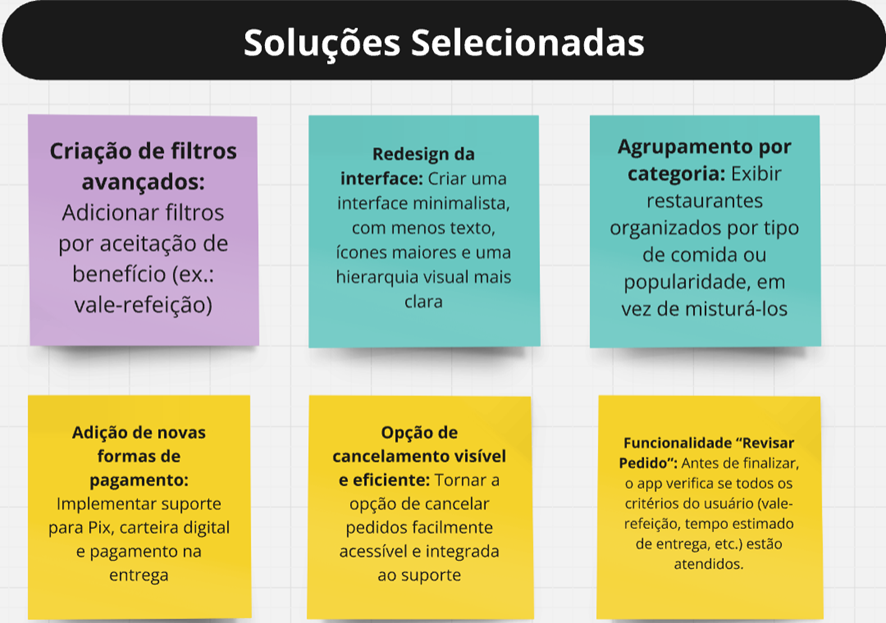 Soluções Selecionadas
Criação de filtros
avançados:
Adicionar filtros
por aceitação de
benefício (ex.:
vale-refeição)
Redesign da
interface: Criar uma
interface minimalista,
com menos texto,
ícones maiores e uma
hierarquia visual mais
clara
Agrupamento por
categoria: Exibir
restaurantes
organizados por tipo
de comida ou
popularidade, em
vez de misturá-los
Adição de novas
formas de
pagamento:
Implementar suporte
para Pix, carteira digital
e pagamento na
entrega
Opção de
cancelamento visível
e eficiente: Tornar a
opção de cancelar
pedidos facilmente
acessível e integrada
ao suporte
Funcionalidade “Revisar
Pedido”: Antes de finalizar,
o app verifica se todos os
critérios do usuário (vale-
refeição, tempo estimado
de entrega, etc.) estão
atendidos.